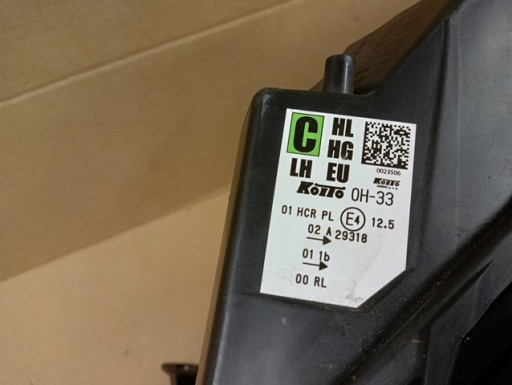 C HL
HG
LH EU
0023506
KOITO OH-33
01 HCR PL E4 12.5
02 A 29318
01 1b
00 RL